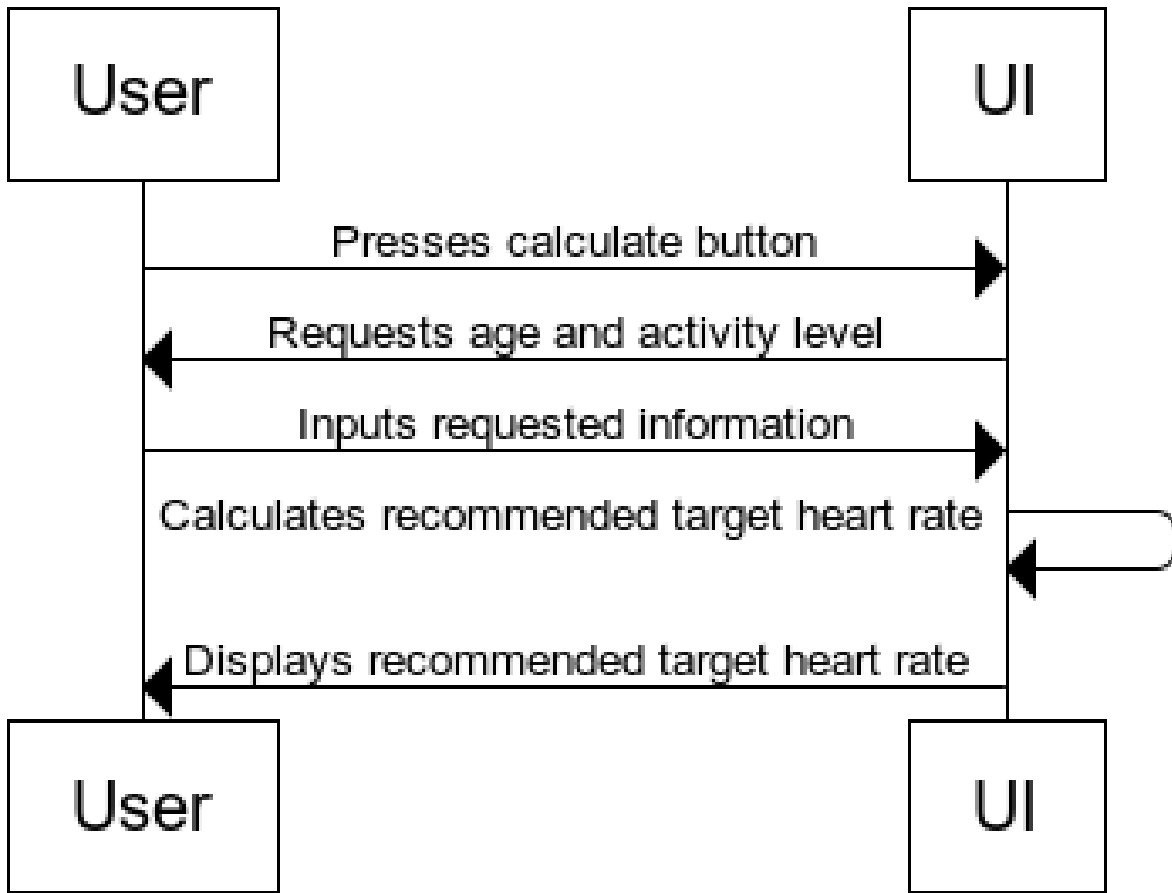 User
UI
Presses calculate button
Requests age and activity level
Inputs requested information
Calculates recommended target heart rate
Displays recommended target heart rate
User
UI